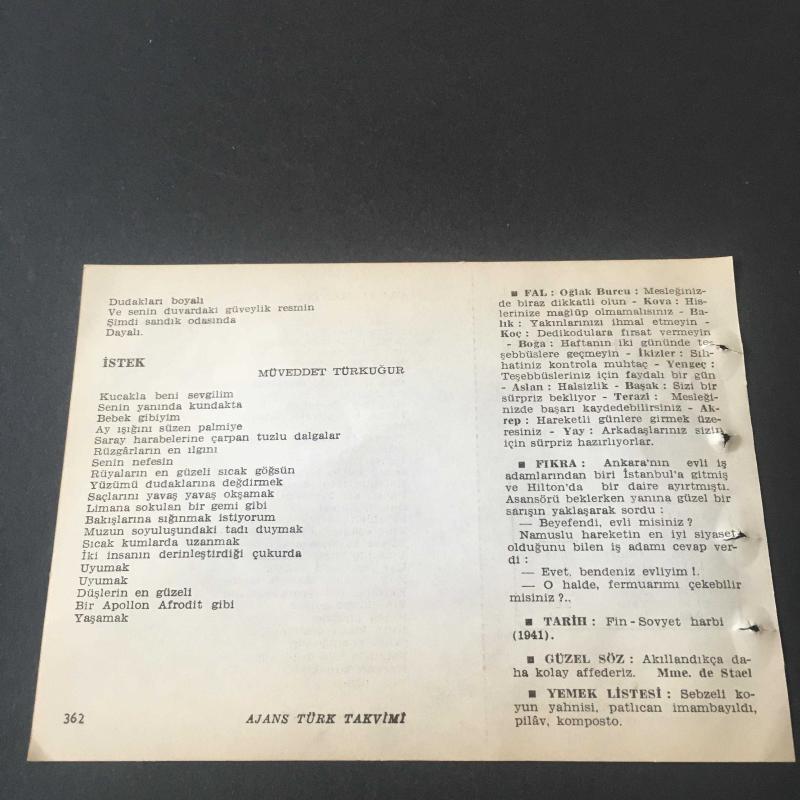 Dudakları boyalı
Ve senin duvardaki güveylik resmin
Şimdi sandık odasında
Dayalı.
İSTEK
MÜVEDDET TÜRKUĞUR
Kucakla beni sevgilim
Senin yanında kundakta
Bebek gibiyim
Ay ışığını süzen palmiye
Saray harabelerine çarpan tuzlu dalgalar
Rüzgârların en ılgını
Senin nefesin
Rüyaların en güzeli sıcak göğsün
Yüzümü dudaklarına değdirmek
Saçlarını yavaş yavaş okşamak
Limana sokulan bir gemi gibi
Bakışlarına sığınmak istiyorum
Muzun soyuluşundaki tadı duymak
Sıcak kumlarda uzanmak
İki insanın derinleştirdiği çukurda
Uyumak
Uyumak
Düşlerin en güzeli
Bir Apollon Afrodit gibi
Yaşamak
362
AJANS TÜRK TAKVİMİ
■ FAL : Oğlak Burcu : Mesleğiniz-
de biraz dikkatli olun - Kova : His-
lerinize mağlüp olmamalısınız - Ba-
lık : Yakınlarınızı ihmal etmeyin -
Koç : Dedikodulara fırsat vermeyin
- Boğa : Haftanın iki gününde teş-
şebbüslere geçmeyin - İkizler : Sıh-
hatiniz kontrola muhtaç - Yengeç :
Teşebbüsleriniz için faydalı bir gün
- Aslan : Halsizlik - Başak : Sizi bir
sürpriz bekliyor - Terazi : Mesleği-
nizde başarı kaydedebilirsiniz - Ak-
rep : Hareketli günlere girmek üze-
resiniz - Yay : Arkadaşlarınız sizin
için sürpriz hazırlıyorlar.
■ FIKRA : Ankara'nın evli iş
adamlarından biri İstanbul'a gitmiş
ve Hilton'da bir daire ayırtmıştı.
Asansörü beklerken yanına güzel bir
sarışın yaklaşarak sordu :
— Beyefendi, evli misiniz ?
Namuslu hareketin en iyi siyaset
olduğunu bilen iş adamı cevap ver-
di :
— Evet, bendeniz evliyim !.
— O halde, fermuarımı çekebilir
misiniz ?..
■ TARİH : Fin - Sovyet harbi
(1941).
■ GÜZEL SÖZ : Akıllandıkça da-
ha kolay affederiz. Mme. de Stael
■ YEMEK LİSTESİ : Sebzeli ko-
yun yahnisi, patlıcan imambayıldı,
pilâv, komposto.